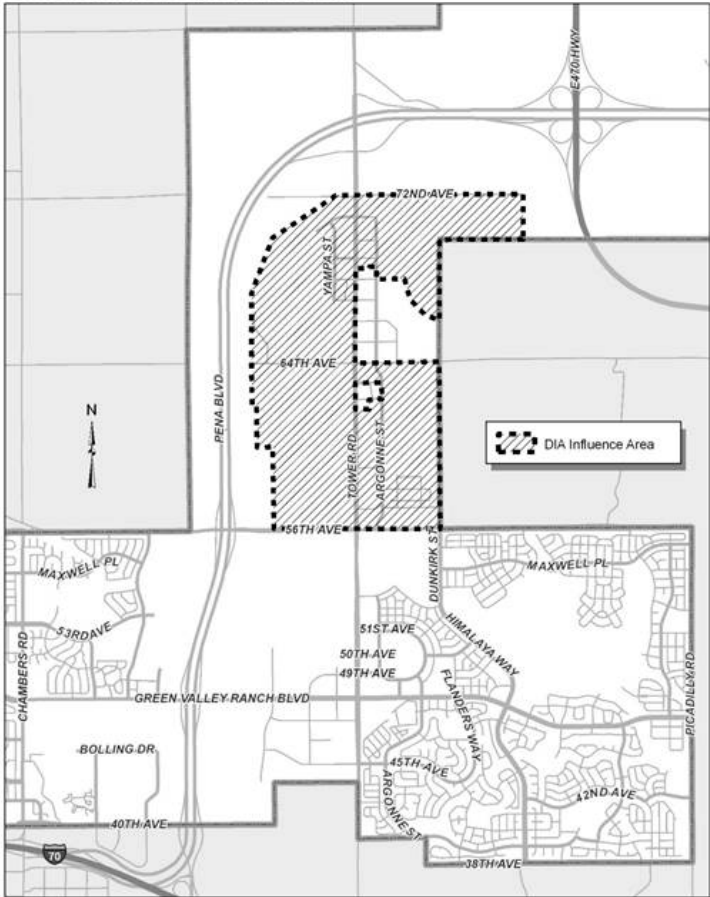 E470 HWY
72ND AVE
YAMPA ST
64TH AVE
N
PENA BLVD
TOWER RD
ARGONNE ST
DIA Influence Area
56TH AVE
DUNKIRK ST
MAXWELL PL
MAXWELL PL
53RD AVE
CHAMBERS RD
51ST AVE
HIMALAYA WAY
50TH AVE
49TH AVE
GREEN VALLEY RANCH BLVD
FLANDERS WAY
PICADILLY RD
BOLLING DR
45TH AVE
ARGONNE ST
42ND AVE
40TH AVE
70
38TH AVE